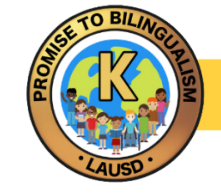 PROMISE TO BILINGUALISM
K
• LAUSD •